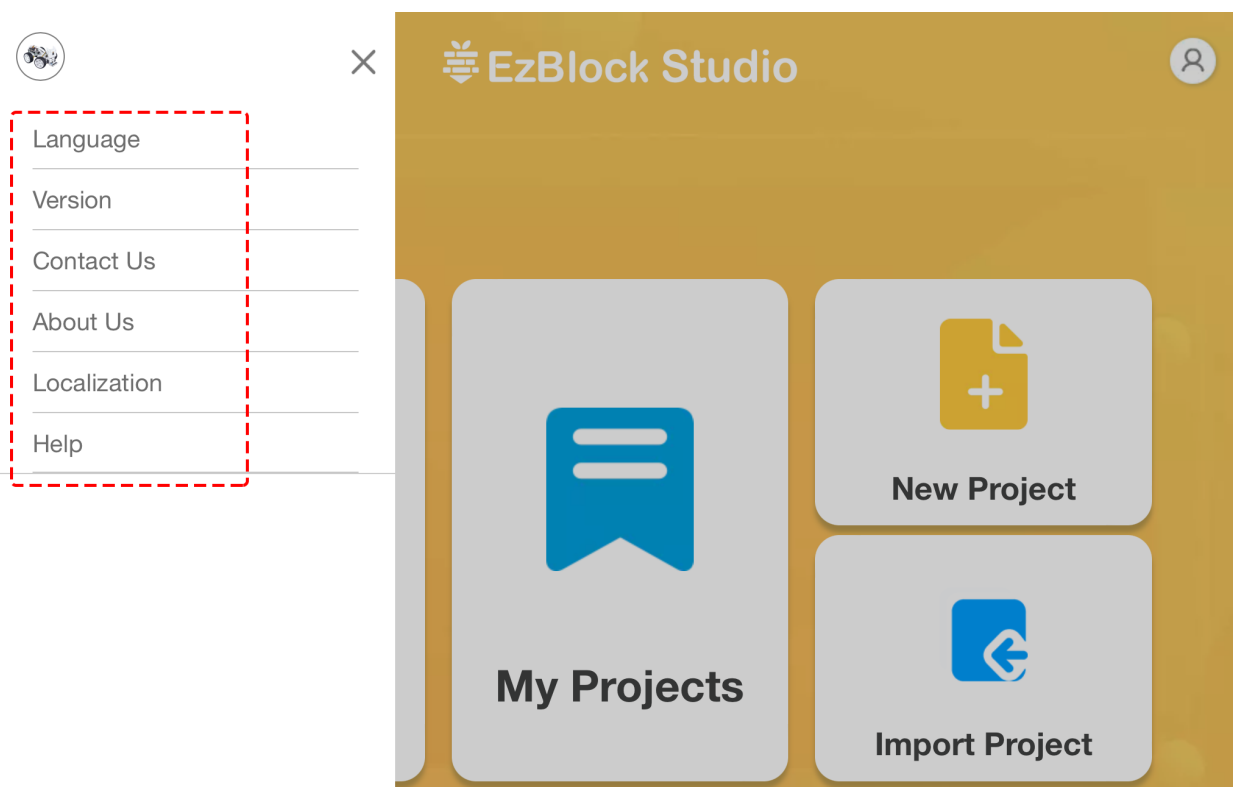 Language
Version
Contact Us
About Us
Localization
Help
EzBlock Studio
My Projects
New Project
Import Project